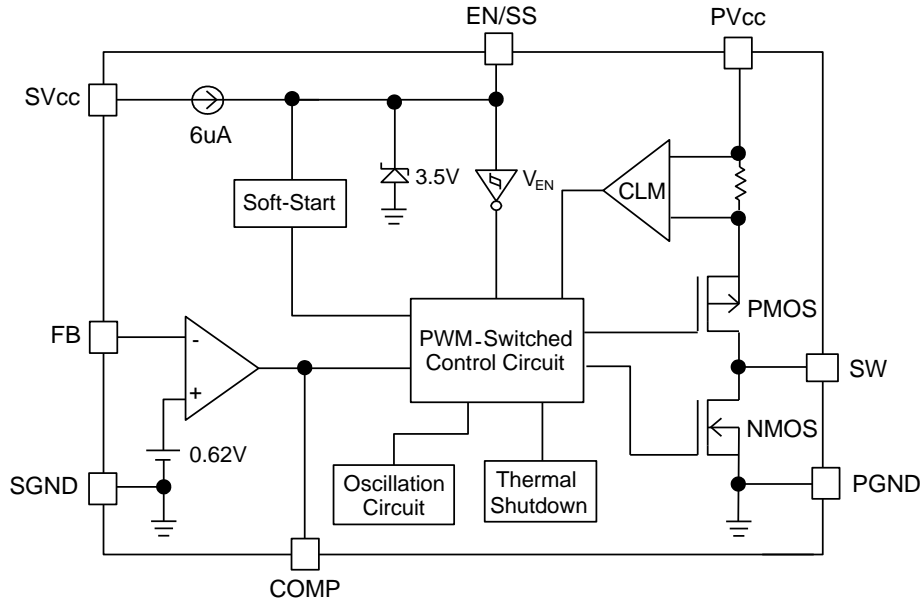 EN/SS
PVcc
SVcc
6uA
3.5V
VEN
CLM
Soft-Start
PMOS
FB
-
PWM-Switched
Control Circuit
SW
+
NMOS
0.62V
SGND
Oscillation
Circuit
Thermal
Shutdown
PGND
COMP